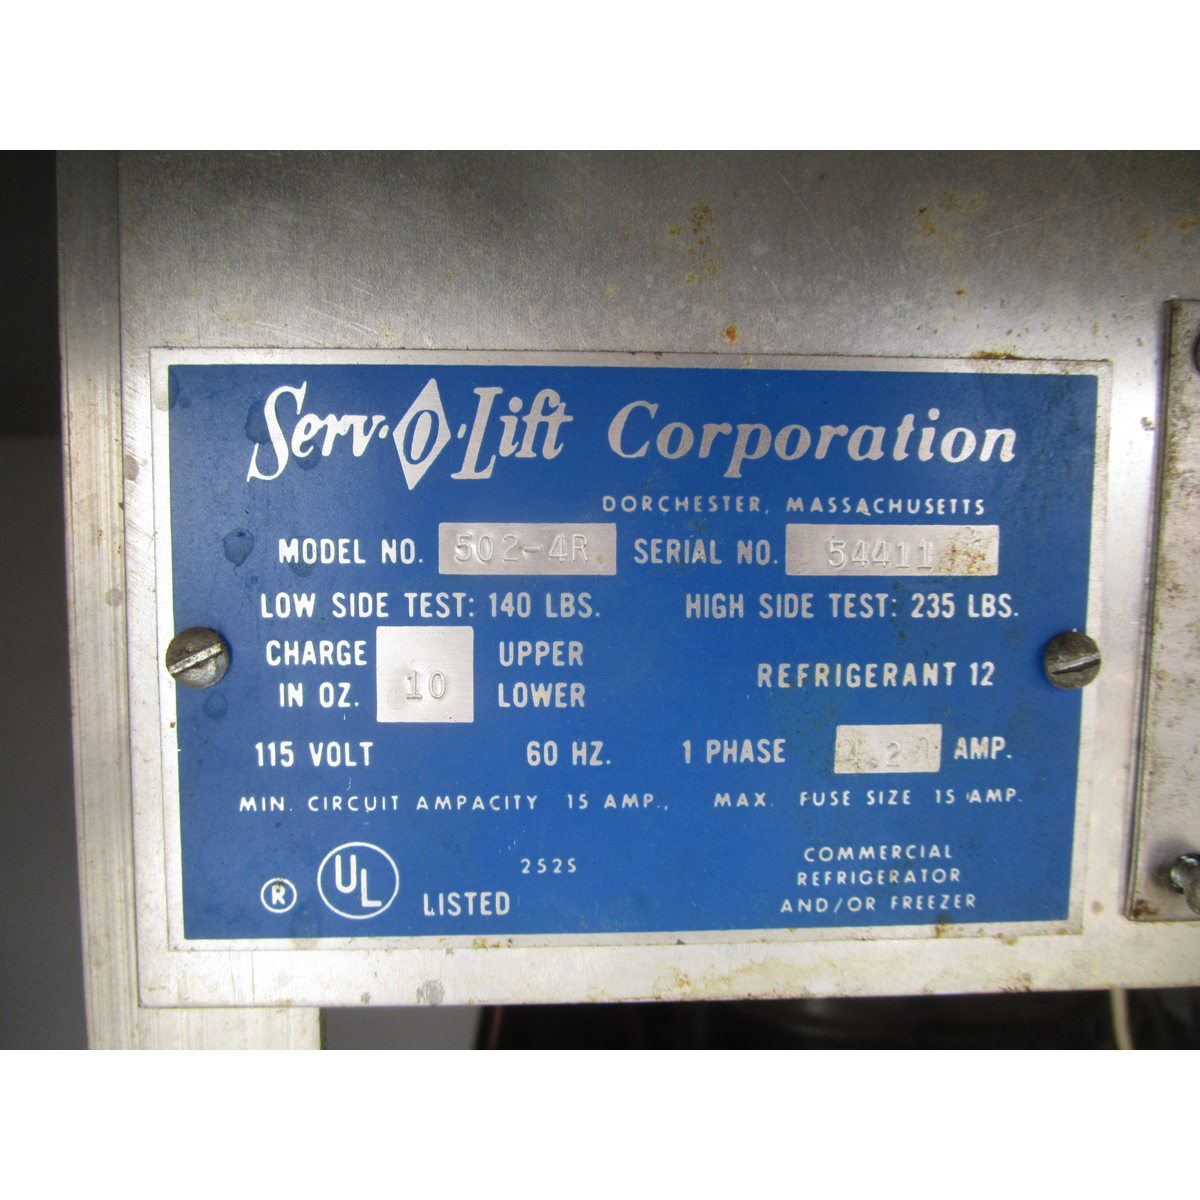 Serv-O-Lift Corporation
DORCHESTER, MASSACHUSETTS
MODEL NO. 502-4R SERIAL NO. 54411
LOW SIDE TEST: 140 LBS. HIGH SIDE TEST: 235 LBS.
CHARGE IN OZ. 10 UPPER LOWER REFRIGERANT 12
115 VOLT 60 HZ. 1 PHASE AMP.
MIN. CIRCUIT AMPACITY 15 AMP., MAX. FUSE SIZE 15 AMP.
® UL LISTED 252S
COMMERCIAL
REFRIGERATOR
AND/OR FREEZER